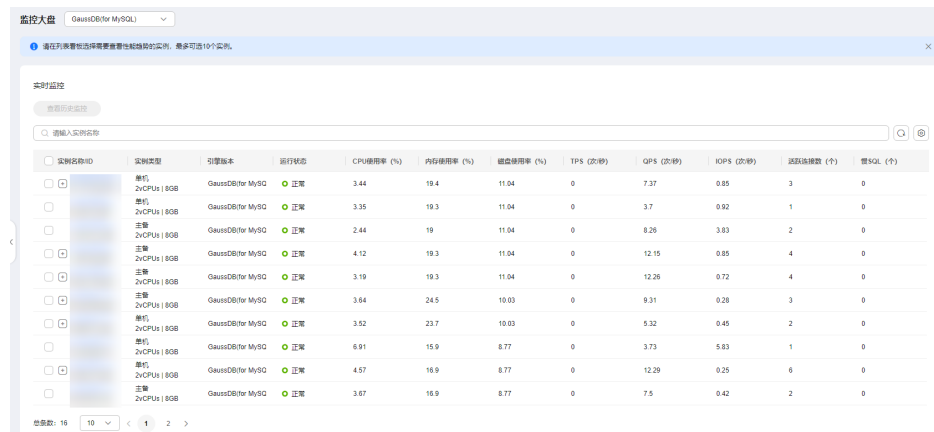 监控大盘 GaussDB(for MySQL)
请在列表看板选择需要查看性能趋势的实例，最多可选10个实例。
实时监控
查看历史监控
请输入实例名称
实例名称/ID 实例类型 引擎版本 运行状态 CPU使用率 (%) 内存使用率 (%) 磁盘使用率 (%) TPS (次/秒) QPS (次/秒) IOPS (次/秒) 活跃连接数 (个) 慢SQL (个)
单机
2vCPUs | 8GB GaussDB(for MySQ 正常 3.44 19.4 11.04 0 7.37 0.85 3 0
单机
2vCPUs | 8GB GaussDB(for MySQ 正常 3.35 19.3 11.04 0 3.7 0.92 1 0
主备
2vCPUs | 8GB GaussDB(for MySQ 正常 2.44 19 11.04 0 8.26 3.83 2 0
主备
2vCPUs | 8GB GaussDB(for MySQ 正常 4.12 19.3 11.04 0 12.15 0.85 4 0
主备
2vCPUs | 8GB GaussDB(for MySQ 正常 3.19 19.3 11.04 0 12.26 0.72 4 0
主备
2vCPUs | 8GB GaussDB(for MySQ 正常 3.64 24.5 10.03 0 9.31 0.28 3 0
单机
2vCPUs | 8GB GaussDB(for MySQ 正常 3.52 23.7 10.03 0 5.32 0.45 2 0
单机
2vCPUs | 8GB GaussDB(for MySQ 正常 6.91 15.9 8.77 0 3.73 5.83 1 0
单机
2vCPUs | 8GB GaussDB(for MySQ 正常 4.57 16.9 8.77 0 12.29 0.25 6 0
主备
2vCPUs | 8GB GaussDB(for MySQ 正常 3.67 16.9 8.77 0 7.5 0.42 2 0
总条数: 16 10 < 1 2 >